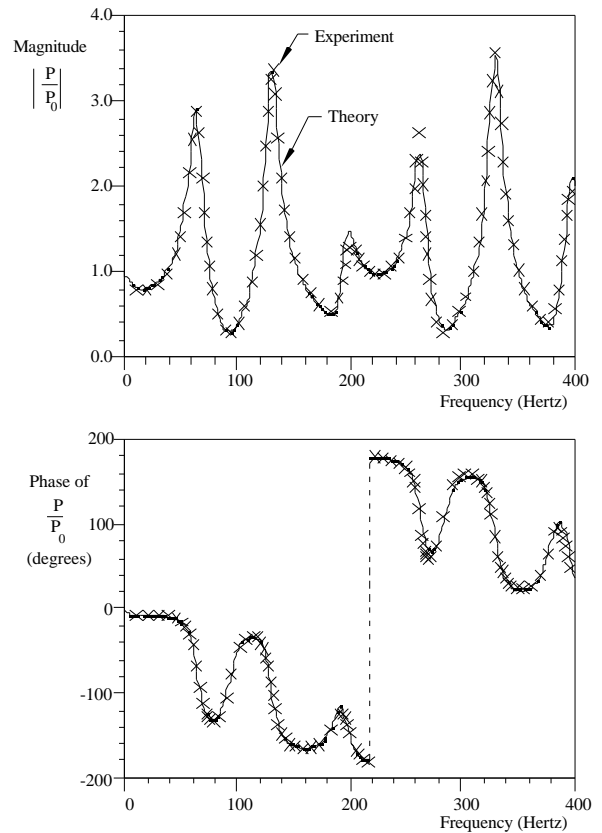 4.0
Magnitude
Experiment
| P / P0 |
3.0
Theory
2.0
1.0
0.0
0 100 200 300 400
Frequency (Hertz)
200
Phase of
P / P0
100
(degrees)
0
-100
-200
0 100 200 300 400
Frequency (Hertz)